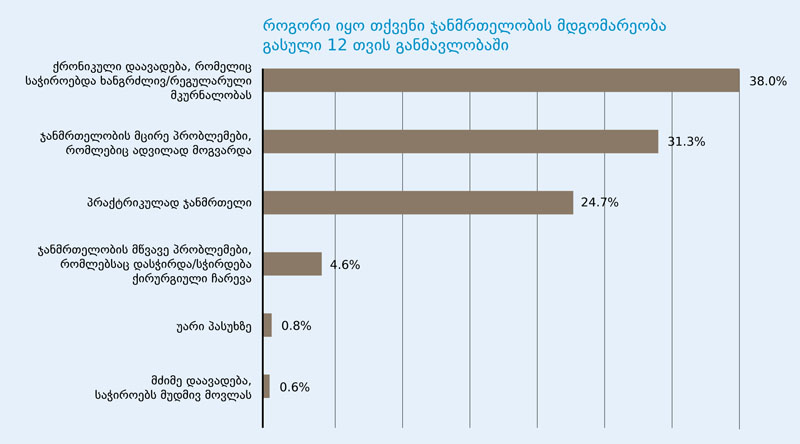 როგორი იყო თქვენი ჯანმრთელობის მდგომარეობა
გასული 12 თვის განმავლობაში
ქრონიკული დაავადება, რომელიც
საჭიროებდა ხანგრძლივ/რეგულარული
მკურნალობას
38.0%
ჯანმრთელობის მცირე პრობლემები,
რომლებიც ადვილად მოგვარდა
31.3%
პრაქტრიკულად ჯანმრთელი
24.7%
ჯანმრთელობის მწვავე პრობლემები,
რომლებსაც დასჭირდა/სჭირდება
ქირურგიული ჩარევა
4.6%
უარი პასუხზე
0.8%
მძიმე დაავადება,
საჭიროებს მუდმივ მოვლას
0.6%